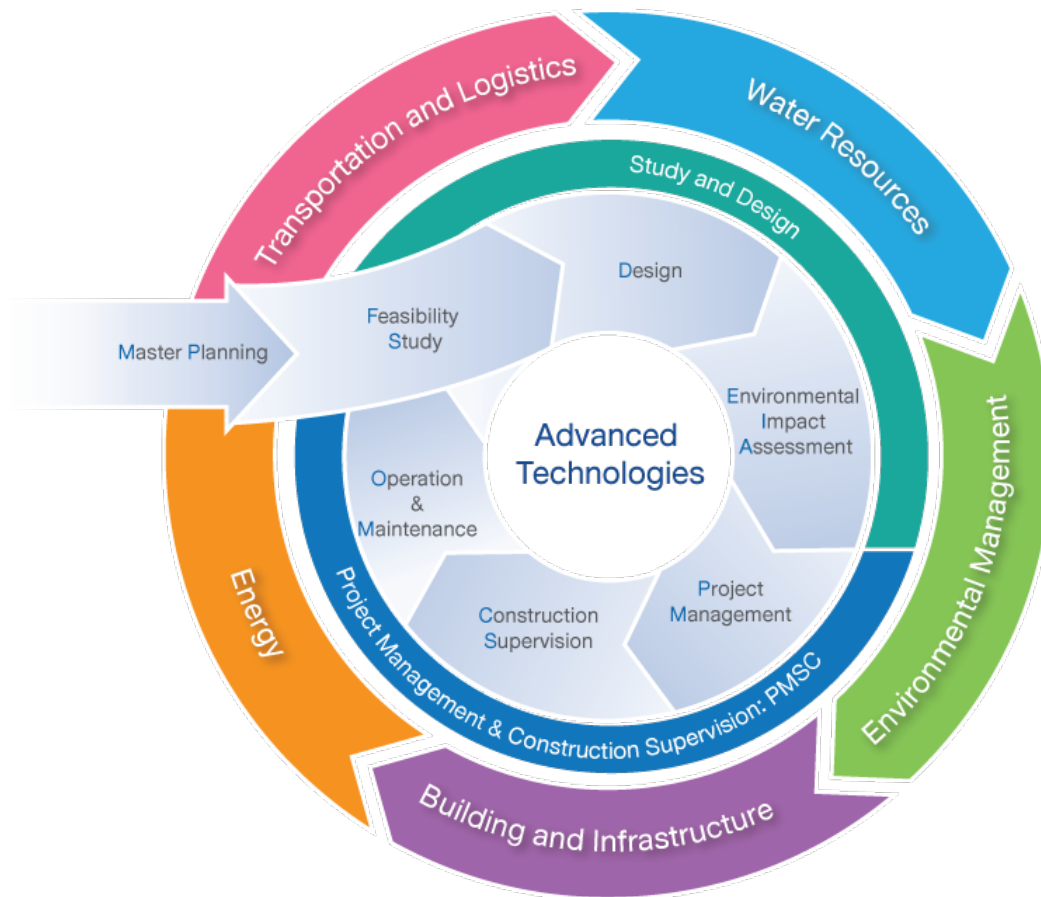 Transportation and Logistics
Water Resources
Study and Design
Design
Feasibility
Study
Master Planning
Environmental
Impact
Assessment
Advanced
Technologies
Operation
&
Maintenance
Environmental Management
Project
Management
Construction
Supervision
Energy
Project Management & Construction Supervision: PMSC
Building and Infrastructure